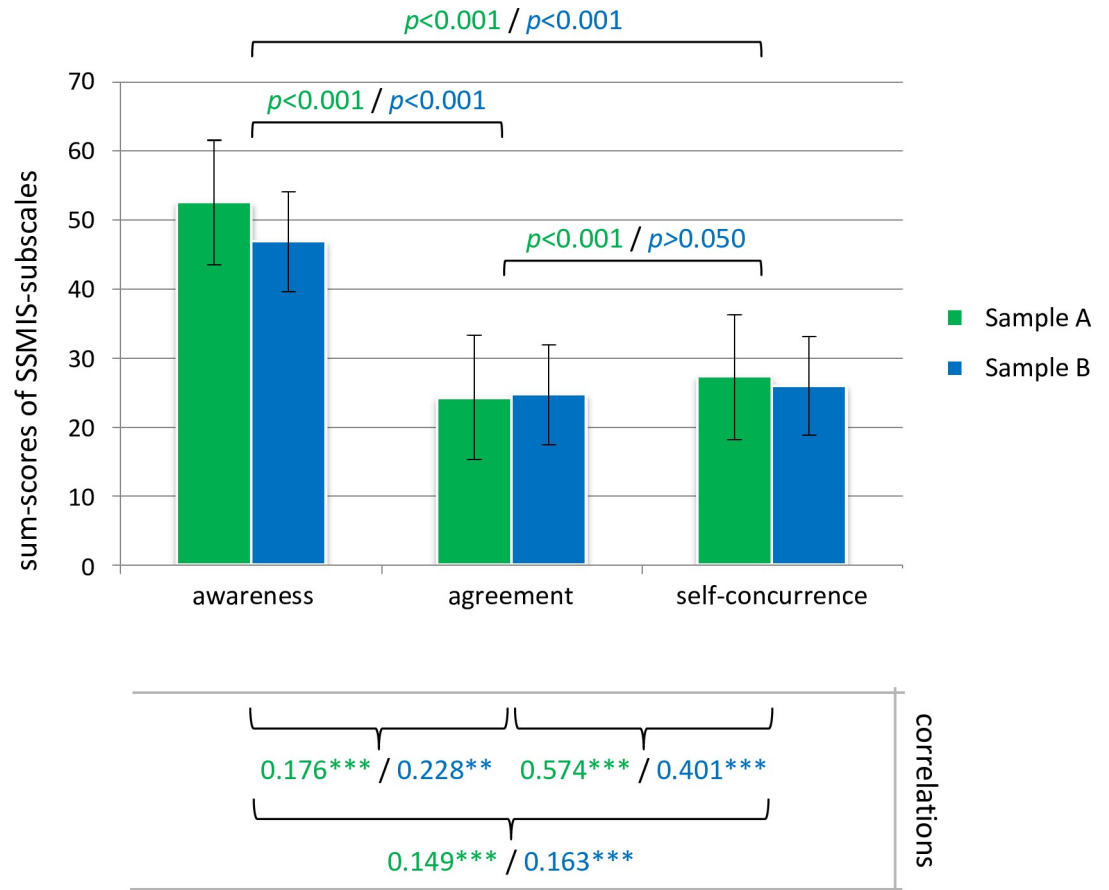 p<0.001 / p<0.001
70
p<0.001 / p<0.001
60
50
p<0.001 / p>0.050
40
30
20
10
0
sum-scores of SSMIS-subscales
awareness
agreement
self-concurrence
Sample A
Sample B
0.176*** / 0.228**
0.574*** / 0.401***
0.149*** / 0.163***
correlations